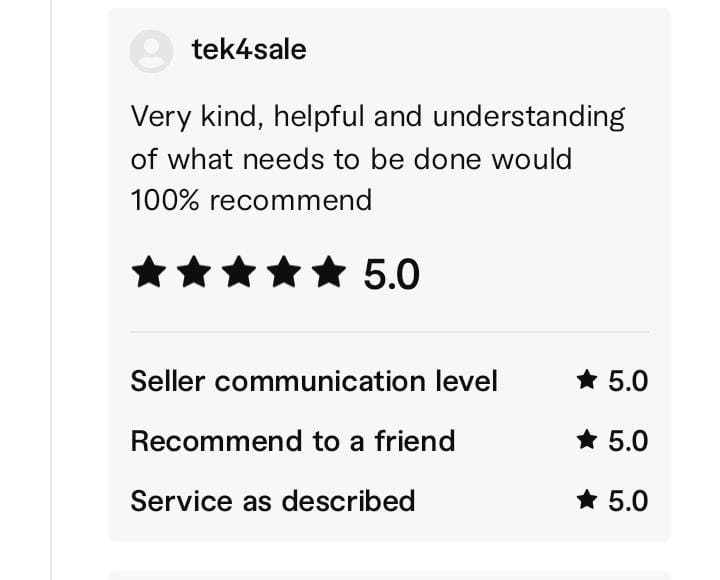 tek4sale
Very kind, helpful and understanding
of what needs to be done would
100% recommend
5.0
Seller communication level 5.0
Recommend to a friend 5.0
Service as described 5.0